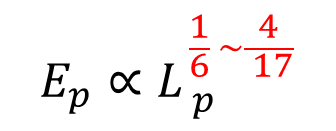 E_p ∝ L_p^{1/6 ~ 4/17}